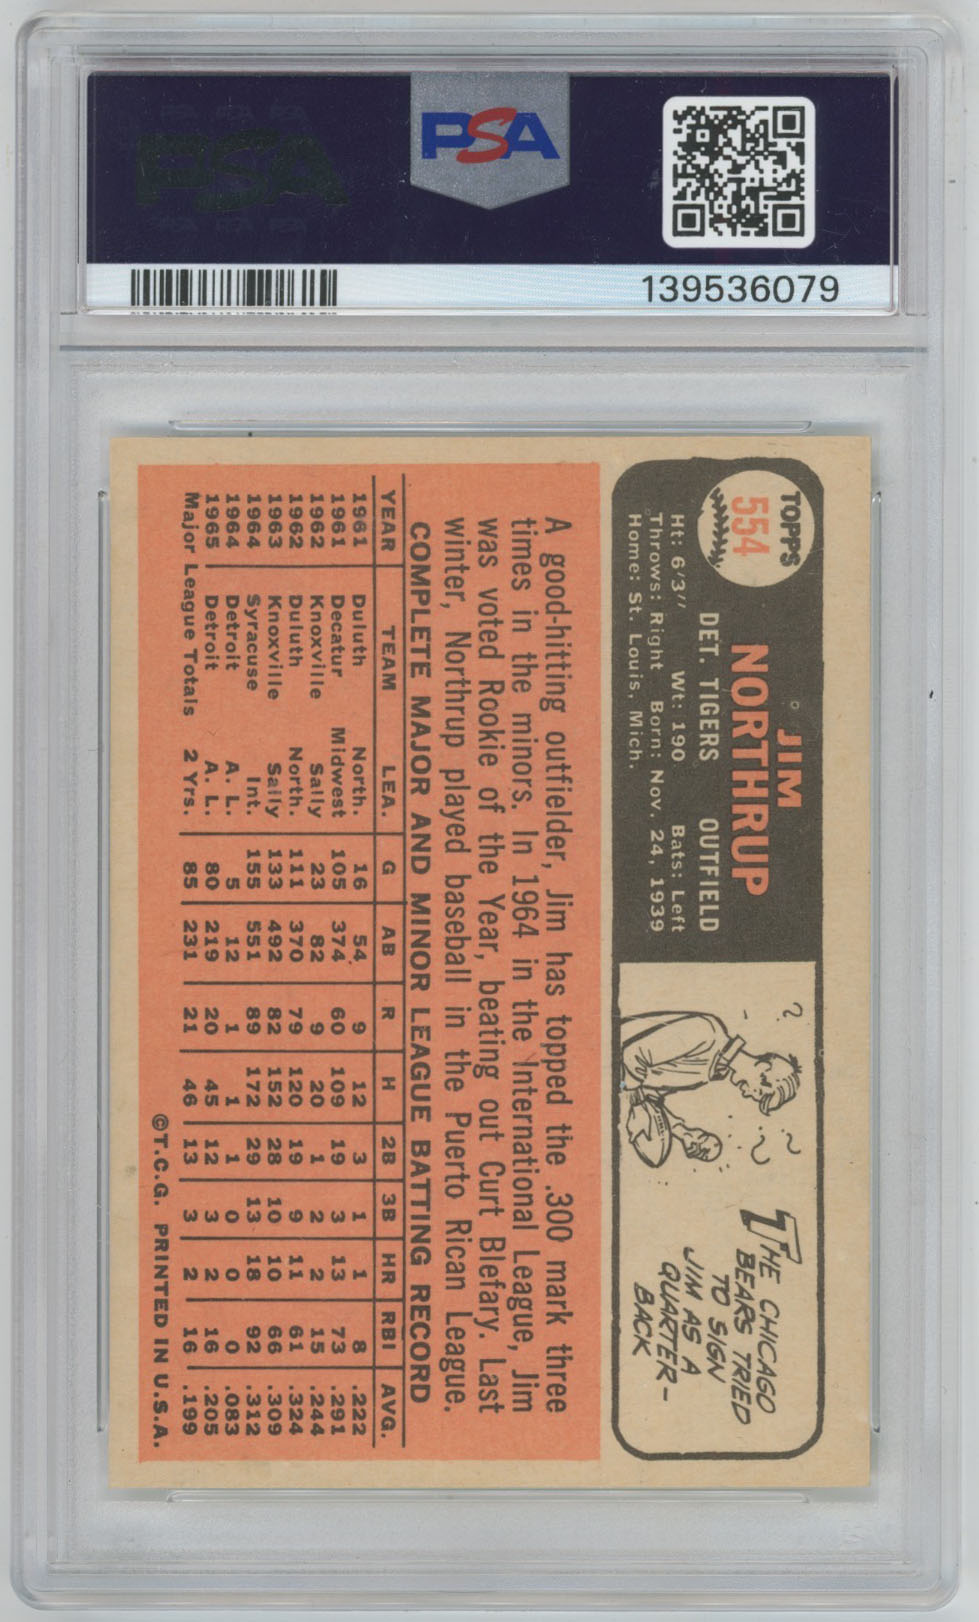 PSA
PSA
139536079
TOPPS
554
JIM
NORTHRUP
DET. TIGERS OUTFIELD
Ht: 6'3" Wt: 190 Bats: Left
Throws: Right Born: Nov. 24, 1939
Home: St. Louis, Mich.
THE CHICAGO
BEARS TRIED
TO SIGN
JIM AS A
QUARTER-
BACK
A good-hitting outfielder, Jim has topped the .300 mark three
times in the minors. In 1964 in the International League, Jim
was voted Rookie of the Year, beating out Curt Blefary. Last
winter, Northrup played baseball in the Puerto Rican League.
COMPLETE MAJOR AND MINOR LEAGUE BATTING RECORD
YEAR TEAM LEA. G AB R H 2B 3B HR RBI AVG.
1961 Duluth North. 16 54 9 12 3 1 1 8 .222
1961 Decatur Midwest 105 374 60 109 19 3 13 73 .291
1962 Knoxville Sally 23 82 9 20 1 2 2 15 .244
1962 Duluth North. 111 370 79 120 19 9 11 61 .324
1963 Knoxville Sally 133 492 82 152 28 10 10 66 .309
1964 Syracuse Int. 155 551 89 172 29 13 18 92 .312
1964 Detroit A. L. 5 12 1 1 1 0 0 0 .083
1965 Detroit A. L. 80 219 20 45 12 3 2 16 .205
Major League Totals 2 Yrs. 85 231 21 46 13 3 2 16 .199
©T.C.G. PRINTED IN U.S.A.